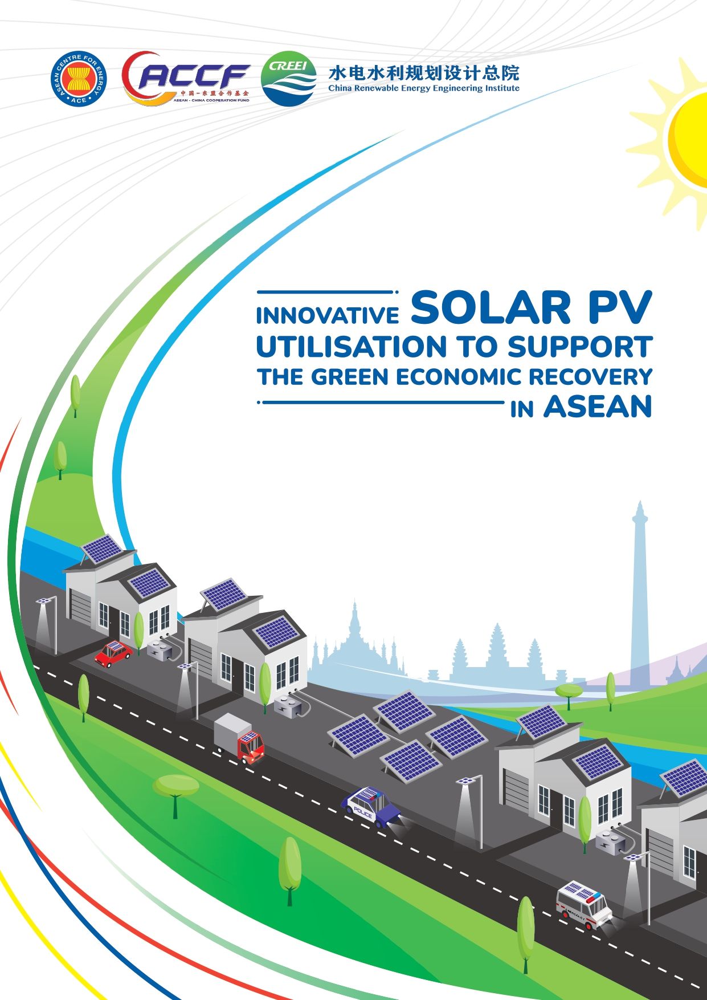 ASEAN CENTRE FOR ENERGY
• ACE •
ACCF
中国-东盟合作基金
ASEAN - CHINA COOPERATION FUND
CREEI
水电水利规划设计总院
China Renewable Energy Engineering Institute
INNOVATIVE SOLAR PV
UTILISATION TO SUPPORT
THE GREEN ECONOMIC RECOVERY
IN ASEAN
POLICE